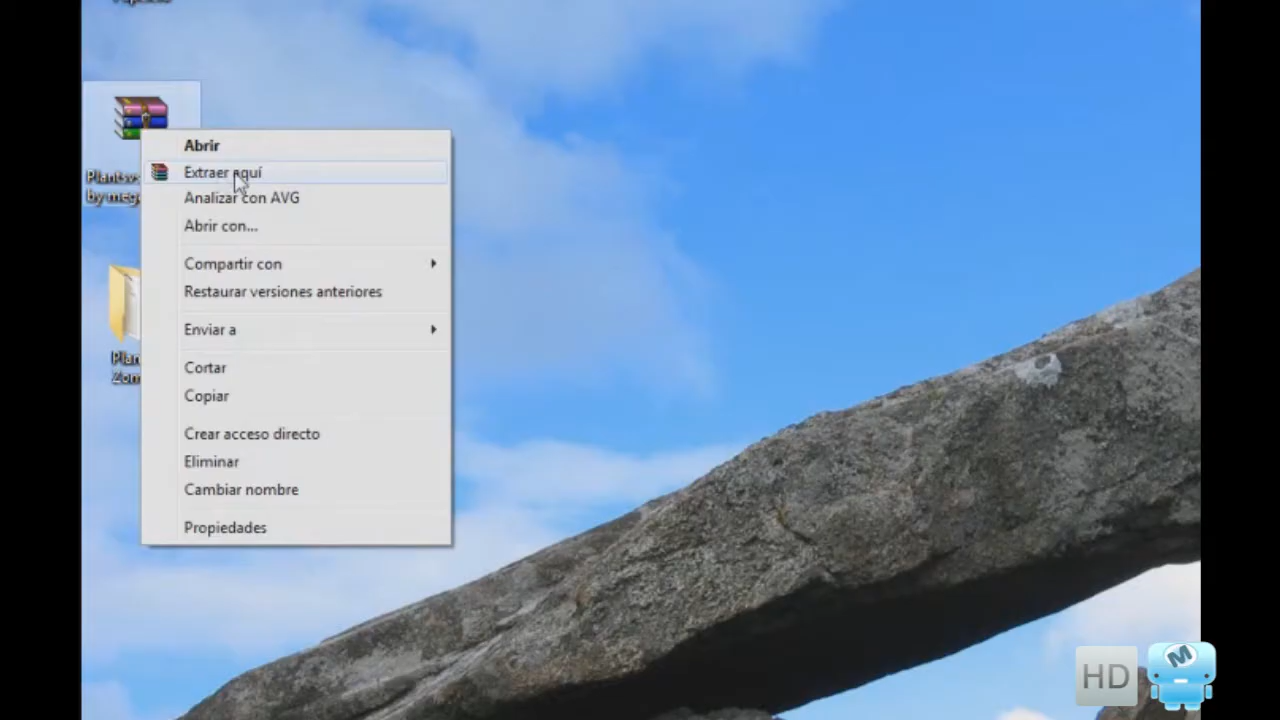 Abrir
Extraer aquí
Analizar con AVG
Abrir con...
Compartir con
Restaurar versiones anteriores
Enviar a
Cortar
Copiar
Crear acceso directo
Eliminar
Cambiar nombre
Propiedades
by
HD
M